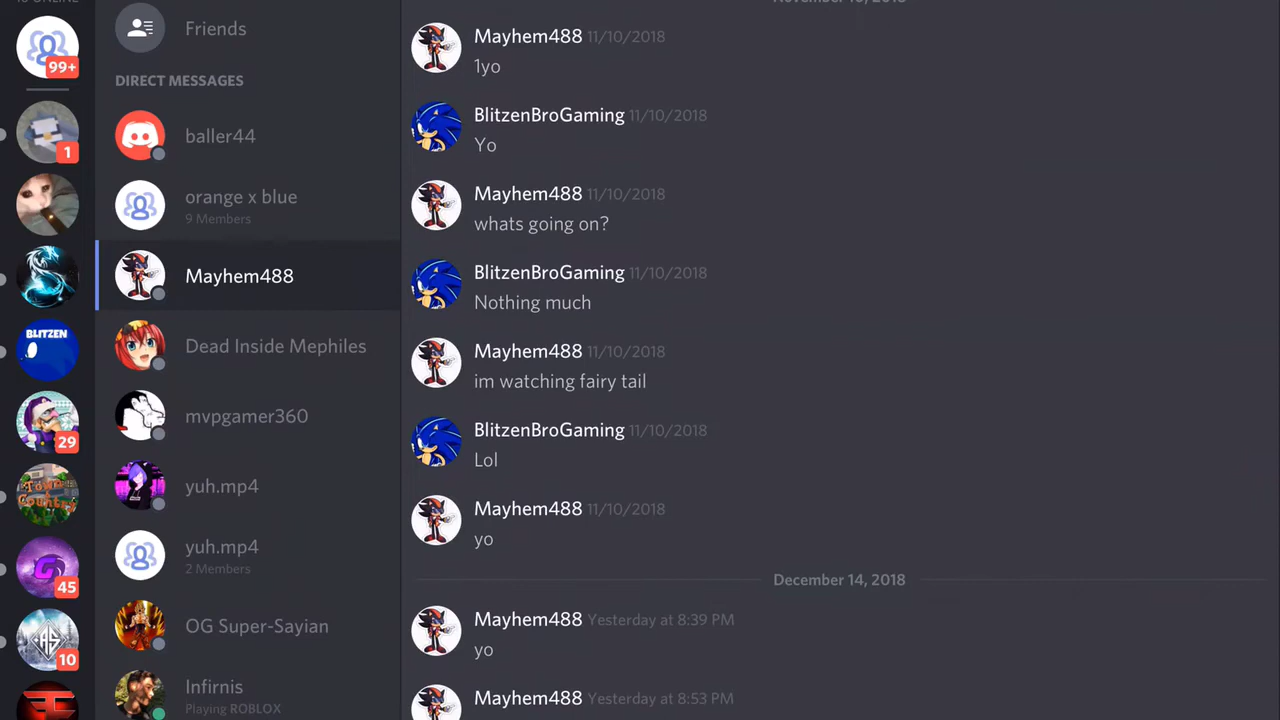 99+
1
BLITZEN
29
Town
Country
45
10
Friends
DIRECT MESSAGES
baller44
orange x blue
9 Members
Mayhem488
Dead Inside Mephiles
mvpgamer360
yuh.mp4
yuh.mp4
2 Members
OG Super-Sayian
Infirnis
Playing ROBLOX
Mayhem488 11/10/2018
1yo
BlitzenBroGaming 11/10/2018
Yo
Mayhem488 11/10/2018
whats going on?
BlitzenBroGaming 11/10/2018
Nothing much
Mayhem488 11/10/2018
im watching fairy tail
BlitzenBroGaming 11/10/2018
Lol
Mayhem488 11/10/2018
yo
December 14, 2018
Mayhem488 Yesterday at 8:39 PM
yo
Mayhem488 Yesterday at 8:53 PM